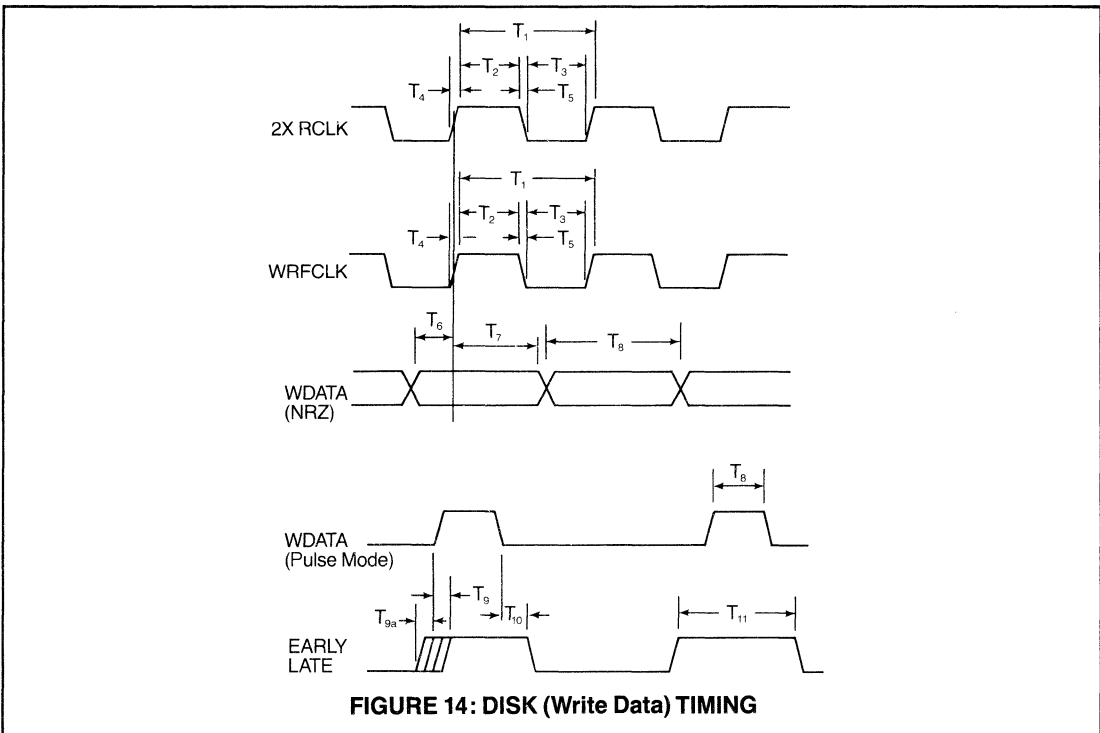 T₁
T₂ T₃
T₄ T₅
2X RCLK
T₁
T₂ T₃
T₄ T₅
WRFCLK
T₆ T₇ T₈
WDATA
(NRZ)
T₈
WDATA
(Pulse Mode)
T₉
T₉ₐ T₁₀ T₁₁
EARLY
LATE
FIGURE 14: DISK (Write Data) TIMING